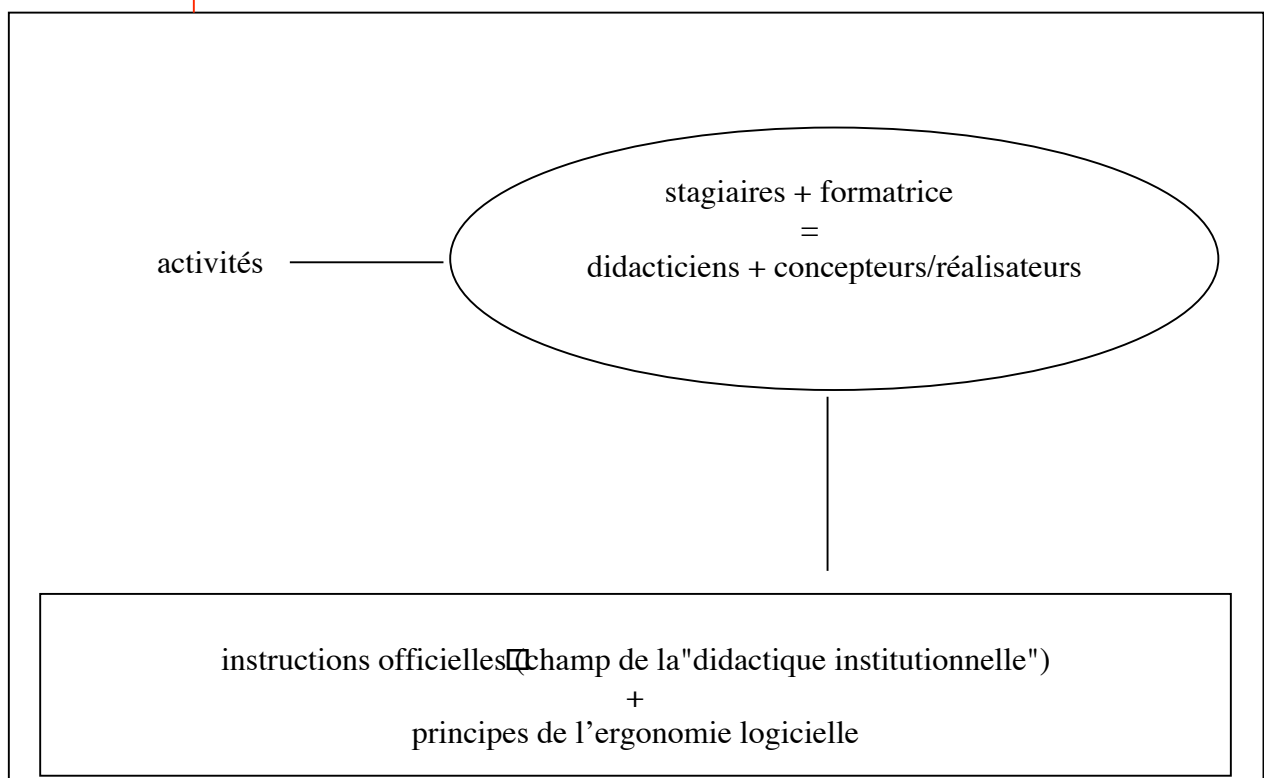 stagiaires + formatrice
=
activités
didacticiens + concepteurs/réalisateurs
instructions officielles (champ de la"didactique institutionnelle")
+
principes de l’ergonomie logicielle